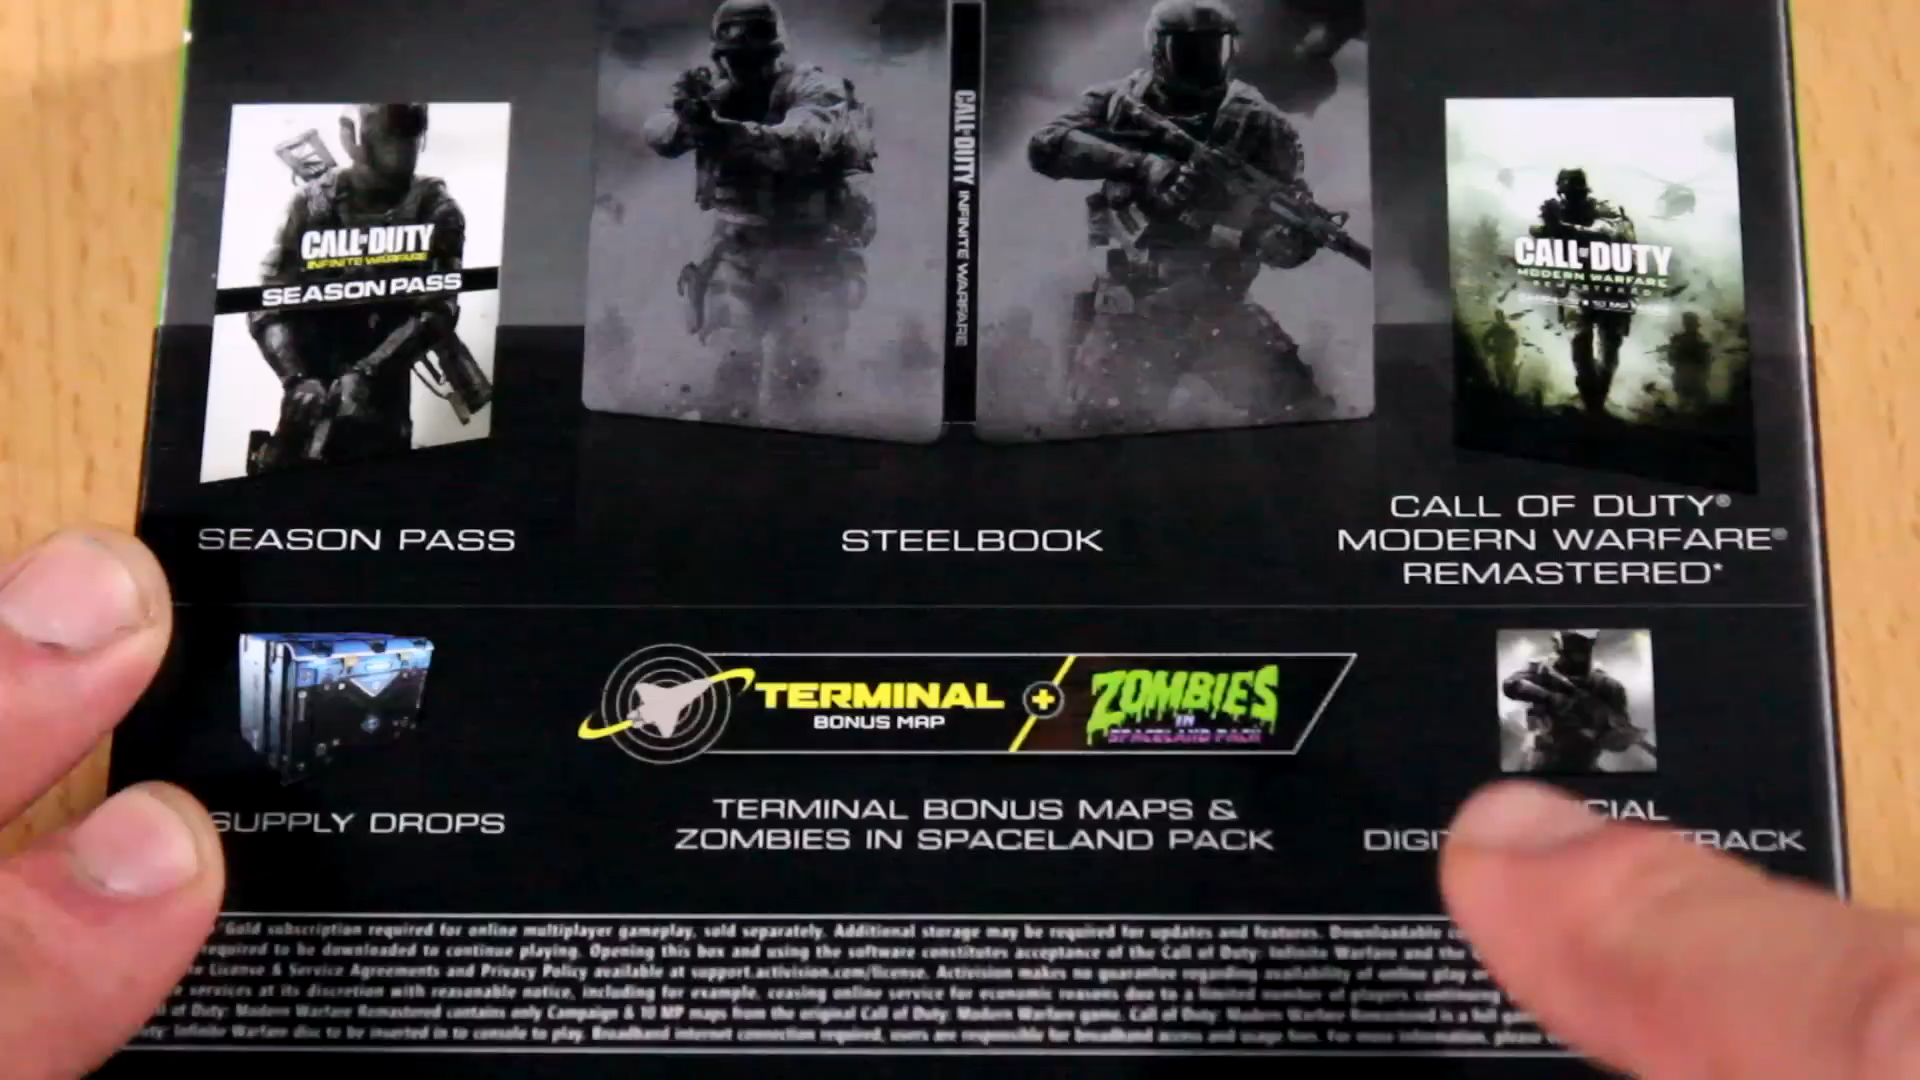 CALL OF DUTY
INFINITE WARFARE
SEASON PASS
CALL OF DUTY INFINITE WARFARE
CALL OF DUTY
MODERN WARFARE
REMASTERED
SEASON PASS
STEELBOOK
CALL OF DUTY®
MODERN WARFARE®
REMASTERED*
TERMINAL
BONUS MAP
+
ZOMBIES
IN
SPACELAND PACK
SUPPLY DROPS
TERMINAL BONUS MAPS &
ZOMBIES IN SPACELAND PACK
Gold subscription required for online multiplayer gameplay, sold separately. Additional storage may be required for updates and features. Downloadable
required to be downloaded to continue playing. Opening this box and using the software constitutes acceptance of the Call of Duty: Infinite Warfare and the
License & Service Agreements and Privacy Policy available at support.activision.com/license. Activision makes no guarantee regarding availability of online play
services at its discretion with reasonable notice, including for example, ceasing online service for economic reasons due to a limited number of players continuing
of Duty: Modern Warfare Remastered contains only Campaign & 10 MP maps from the original Call of Duty: Modern Warfare game. Call of Duty: Modern Warfare Remastered is a full
Infinite Warfare disc to be inserted in to console to play. Broadband internet connection required, users are responsible for broadband access and usage fees. For more information, please